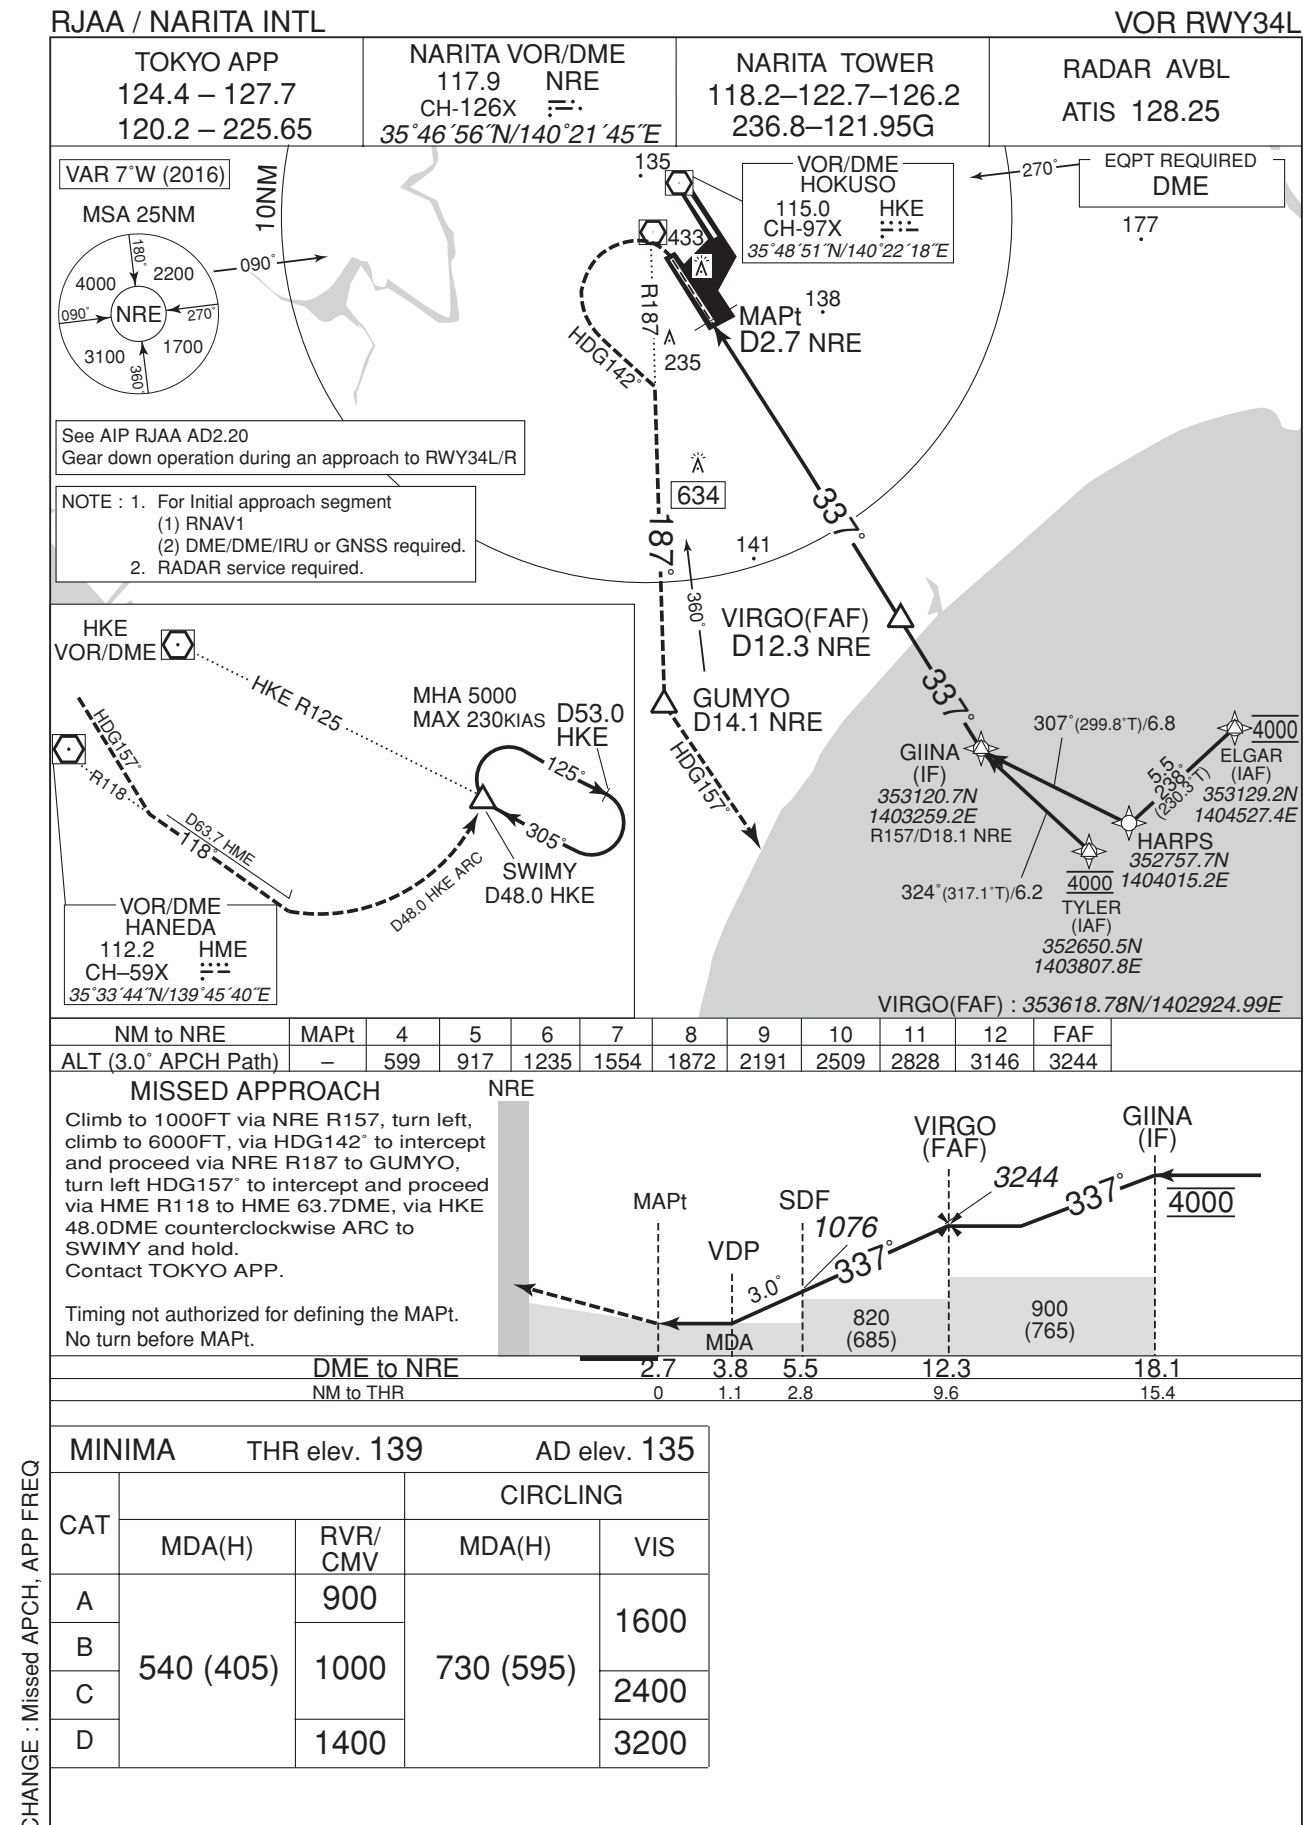 RJAA / NARITA INTL
VOR RWY34L
TOKYO APP
124.4 – 127.7
120.2 – 225.65
NARITA VOR/DME
117.9 NRE
CH-126X
35˚46´56˝N/140˚21´45˝E
NARITA TOWER
118.2–122.7–126.2
236.8–121.95G
RADAR AVBL
ATIS 128.25
VAR 7˚W (2016)
MSA 25NM
180˚
4000
2200
090˚
NRE
270˚
3100
1700
360˚
10NM
090˚
135
433
VOR/DME
HOKUSO
115.0 HKE
CH-97X
35˚48´51˝N/140˚22´18˝E
270˚
EQPT REQUIRED
DME
177
R187
HDG142˚
235
138
MAPt
D2.7 NRE
See AIP RJAA AD2.20
Gear down operation during an approach to RWY34L/R
NOTE : 1. For Initial approach segment
(1) RNAV1
(2) DME/DME/IRU or GNSS required.
2. RADAR service required.
634
187˚
141
337˚
360˚
VIRGO(FAF)
D12.3 NRE
337˚
GUMYO
D14.1 NRE
HDG157˚
HKE
VOR/DME
HKE R125
MHA 5000
MAX 230KIAS
D53.0
HKE
125˚
305˚
HDG157˚
R118
D63.7 HME
118˚
D48.0 HKE ARC
SWIMY
D48.0 HKE
VOR/DME
HANEDA
112.2 HME
CH–59X
35˚33´44˝N/139˚45´40˝E
GIINA
(IF)
353120.7N
1403259.2E
R157/D18.1 NRE
307˚(299.8˚T)/6.8
5.5
238˚
(230.3˚T)
4000
ELGAR
(IAF)
353129.2N
1404527.4E
HARPS
352757.7N
1404015.2E
324˚(317.1˚T)/6.2
4000
TYLER
(IAF)
352650.5N
1403807.8E
VIRGO(FAF) : 353618.78N/1402924.99E
NM to NRE MAPt 4 5 6 7 8 9 10 11 12 FAF
ALT (3.0˚ APCH Path) – 599 917 1235 1554 1872 2191 2509 2828 3146 3244
MISSED APPROACH
Climb to 1000FT via NRE R157, turn left,
climb to 6000FT, via HDG142˚ to intercept
and proceed via NRE R187 to GUMYO,
turn left HDG157˚ to intercept and proceed
via HME R118 to HME 63.7DME, via HKE
48.0DME counterclockwise ARC to
SWIMY and hold.
Contact TOKYO APP.
Timing not authorized for defining the MAPt.
No turn before MAPt.
NRE
MAPt
VDP
SDF
1076
3.0˚
337˚
VIRGO
(FAF)
3244
337˚
GIINA
(IF)
4000
MDA
820
(685)
900
(765)
DME to NRE 2.7 3.8 5.5 12.3 18.1
NM to THR 0 1.1 2.8 9.6 15.4
MINIMA THR elev. 139 AD elev. 135
CAT
CIRCLING
MDA(H)
RVR/
CMV
MDA(H)
VIS
A
B
C
D
540 (405)
900
1000
1400
730 (595)
1600
2400
3200
CHANGE : Missed APCH, APP FREQ